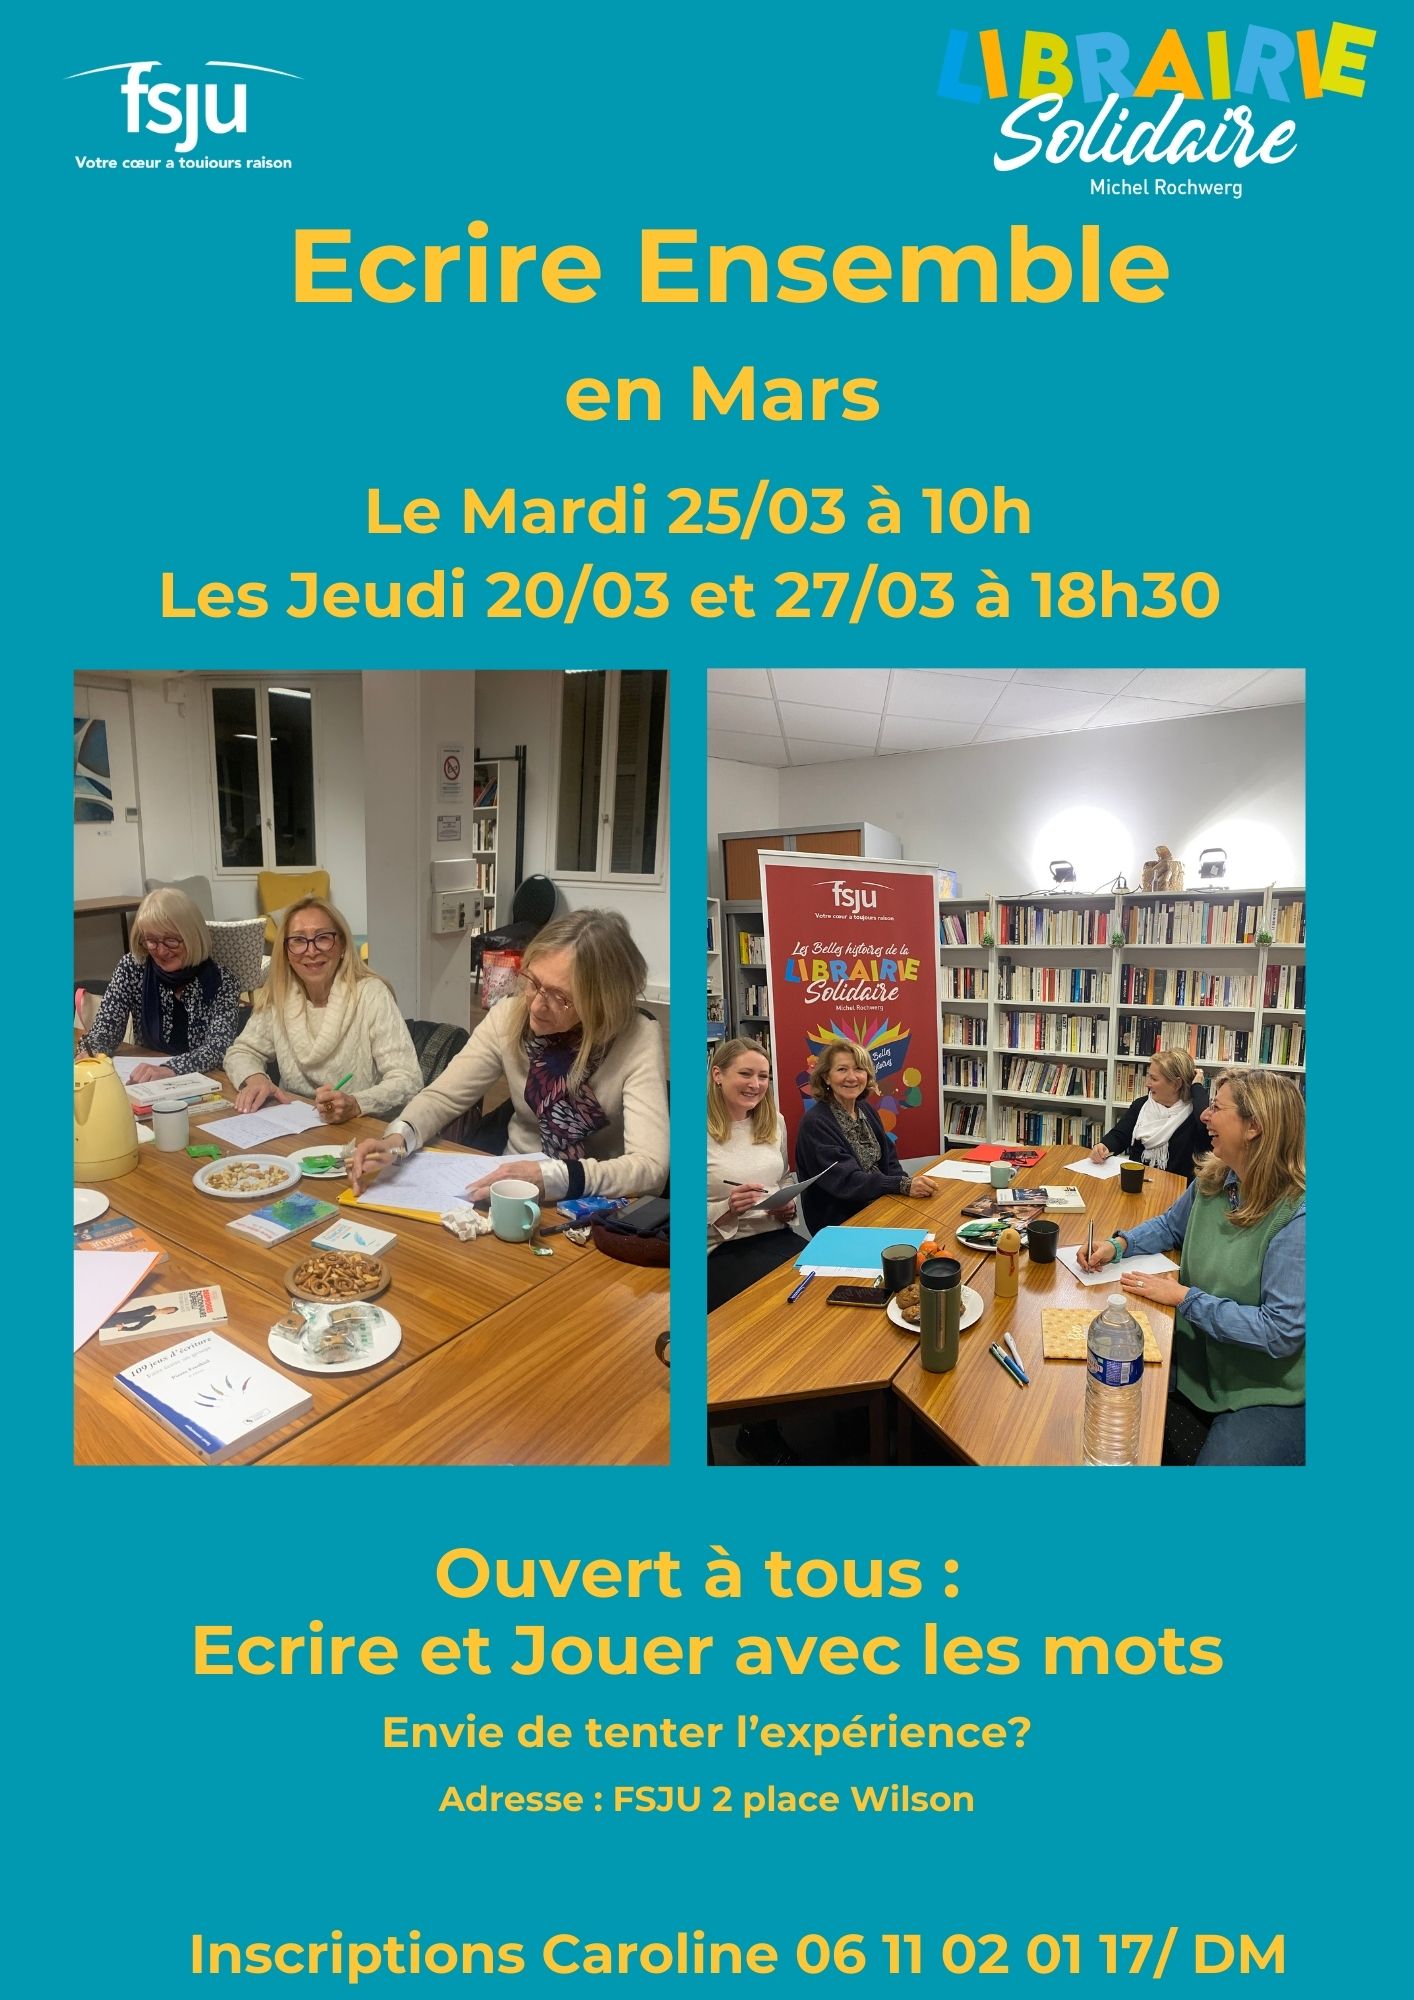 fsju
Votre cœur a toujours raison
LIBRAIRIE
Solidaire
Michel Rochwerg
Ecrire Ensemble
en Mars
Le Mardi 25/03 à 10h
Les Jeudi 20/03 et 27/03 à 18h30
109 jeux d'écriture
fsju
Votre cœur a toujours raison
Les Belles histoires de la
LIBRAIRIE
Solidaire
Michel Rochwerg
Belles
Ouvert à tous :
Ecrire et Jouer avec les mots
Envie de tenter l’expérience?
Adresse : FSJU 2 place Wilson
Inscriptions Caroline 06 11 02 01 17/ DM